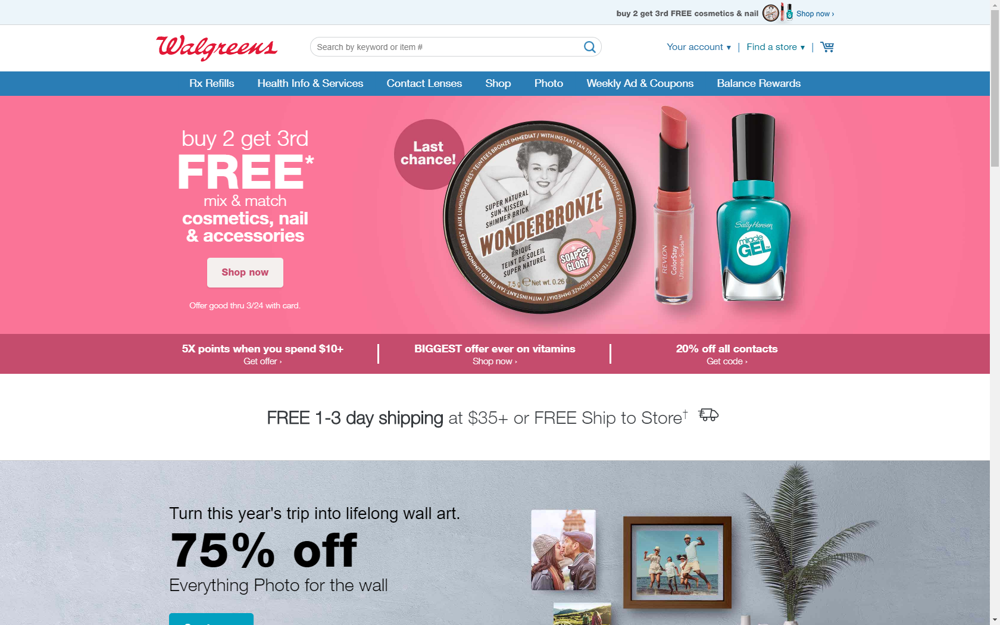 buy 2 get 3rd FREE cosmetics & nail Shop now ›
Walgreens
Search by keyword or item #
Your account ▼ | Find a store ▼ |
Rx Refills
Health Info & Services
Contact Lenses
Shop
Photo
Weekly Ad & Coupons
Balance Rewards
buy 2 get 3rd
FREE*
mix & match
cosmetics, nail
& accessories
Shop now
Offer good thru 3/24 with card.
Last
chance!
SUPER NATURAL
SUN-KISSED
SHIMMER BRICK
WONDERBRONZE
BRIQUE
TEINT DE SOLEIL
SUPER NATUREL
SOAP &
GLORY
7.5 g e Net wt. 0.26
REVLON
ColorStay
Ultimate Suede™
Sally Hansen
miracle
GEL™
5X points when you spend $10+
Get offer ›
BIGGEST offer ever on vitamins
Shop now ›
20% off all contacts
Get code ›
FREE 1-3 day shipping at $35+ or FREE Ship to Store†
Turn this year's trip into lifelong wall art.
75% off
Everything Photo for the wall